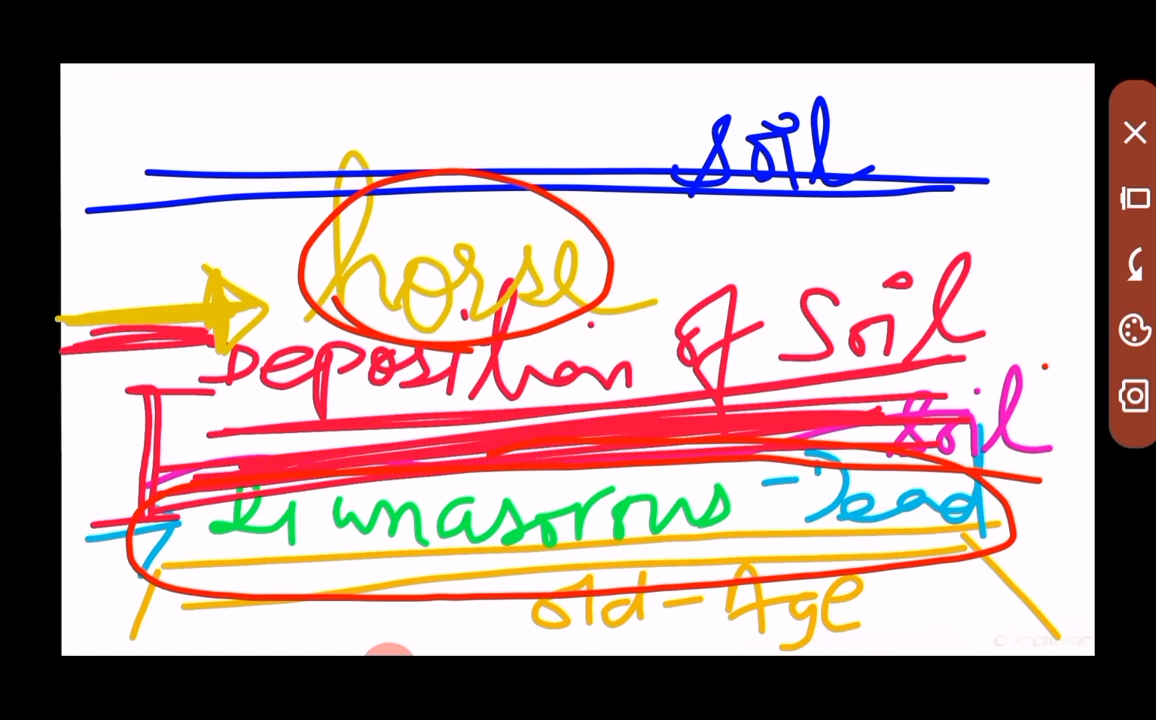 soil
horse
Deposition of Soil
Soil
Dinasorous - Dead
old-Age